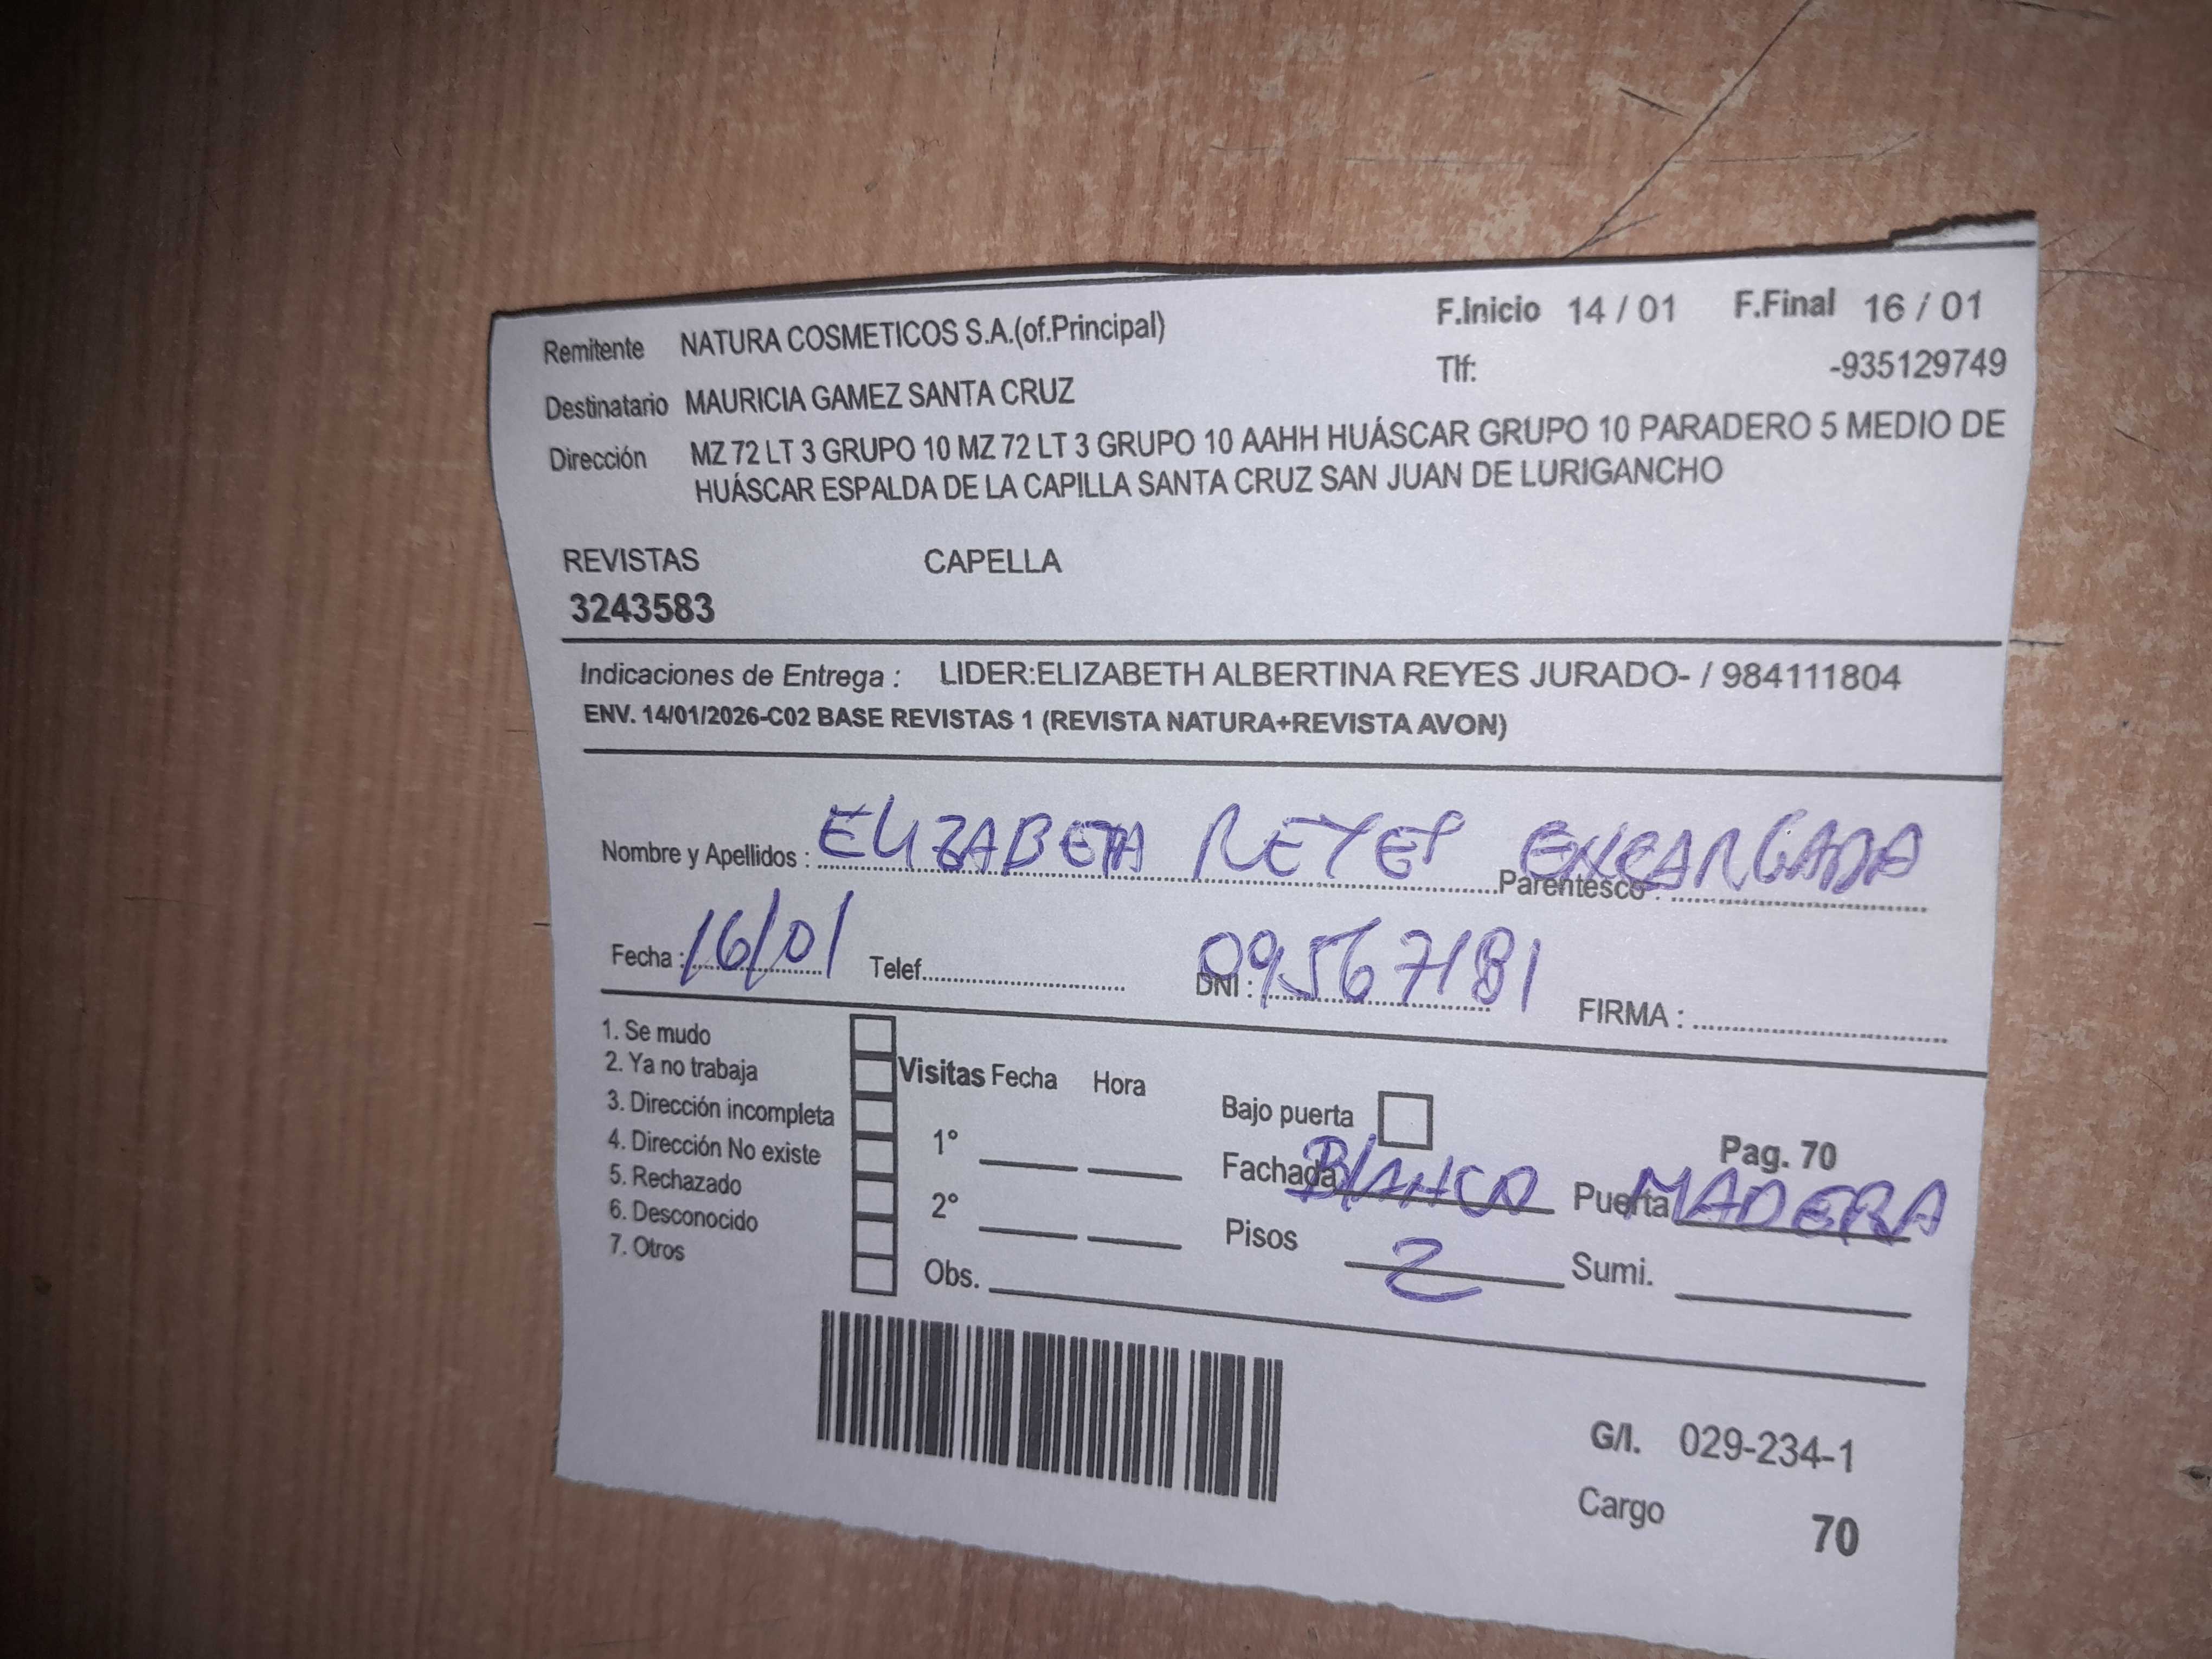 Remitente NATURA COSMETICOS S.A.(of.Principal) F.Inicio 14 / 01 F.Final 16 / 01
Tlf: -935129749
Destinatario MAURICIA GAMEZ SANTA CRUZ
Dirección MZ 72 LT 3 GRUPO 10 MZ 72 LT 3 GRUPO 10 AAHH HUÁSCAR GRUPO 10 PARADERO 5 MEDIO DE
HUÁSCAR ESPALDA DE LA CAPILLA SANTA CRUZ SAN JUAN DE LURIGANCHO
REVISTAS CAPELLA
3243583
Indicaciones de Entrega : LIDER:ELIZABETH ALBERTINA REYES JURADO- / 984111804
ENV. 14/01/2026-C02 BASE REVISTAS 1 (REVISTA NATURA+REVISTA AVON)
Nombre y Apellidos : ELIZABETH REYES Parentesco : ENCARGADA
Fecha : 16/01 Telef. DNI : 09567181 FIRMA :
1. Se mudo
2. Ya no trabaja Visitas Fecha Hora
3. Dirección incompleta Bajo puerta
4. Dirección No existe 1° Pag. 70
5. Rechazado Fachada BLANCO Puerta MADERA
6. Desconocido 2° Pisos 2 Sumi.
7. Otros Obs.
G/I. 029-234-1
Cargo 70